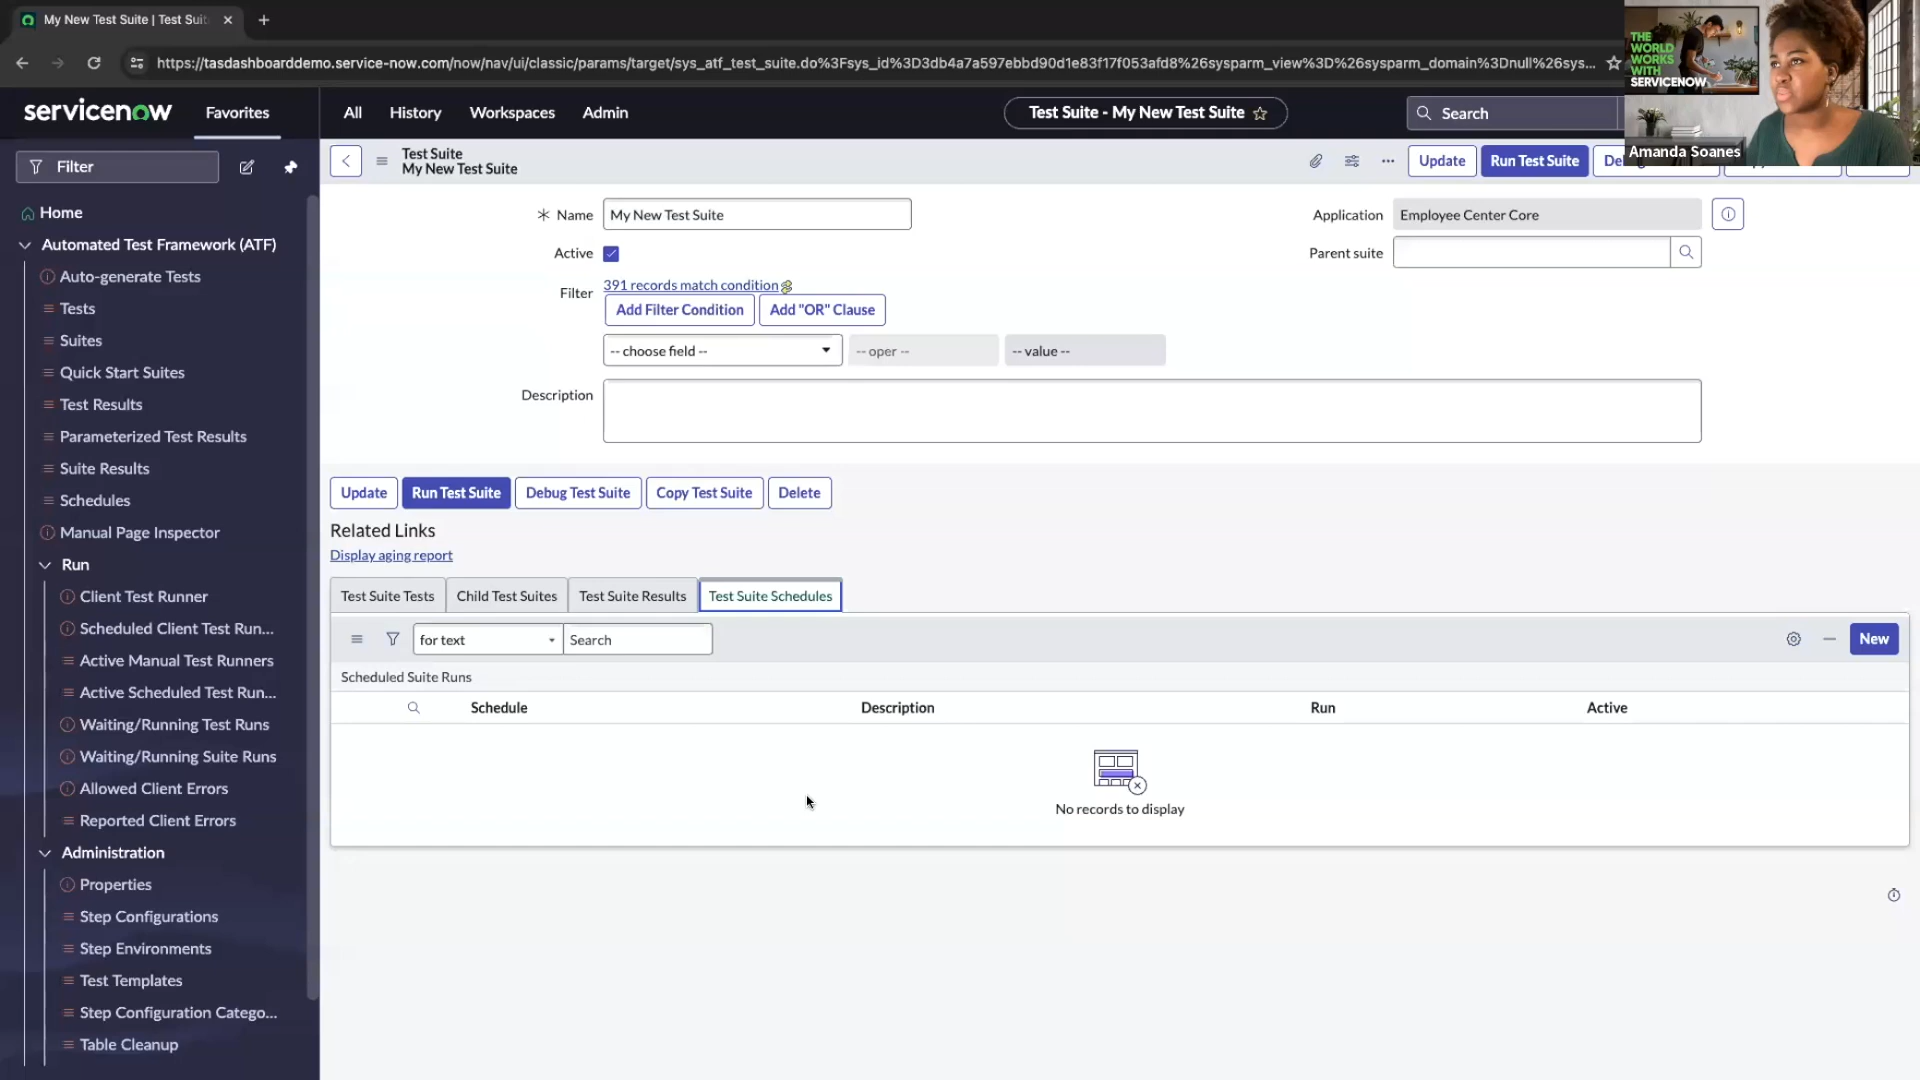 My New Test Suite | Test Suit
https://tasdashboarddemo.service-now.com/now/nav/ui/classic/params/target/sys_atf_test_suite.do%3Fsys_id%3D3db4a7a597ebbd90d1e83f17f053afd8%26sysparm_view%3D%26sysparm_domain%3Dnull%26sys...
THE
WORLD
WORKS
WITH
SERVICENOW
Amanda Soanes
servicenow
Favorites
All
History
Workspaces
Admin
Test Suite - My New Test Suite
Search
Filter
Home
Automated Test Framework (ATF)
Auto-generate Tests
Tests
Suites
Quick Start Suites
Test Results
Parameterized Test Results
Suite Results
Schedules
Manual Page Inspector
Run
Client Test Runner
Scheduled Client Test Run...
Active Manual Test Runners
Active Scheduled Test Run...
Waiting/Running Test Runs
Waiting/Running Suite Runs
Allowed Client Errors
Reported Client Errors
Administration
Properties
Step Configurations
Step Environments
Test Templates
Step Configuration Catego...
Table Cleanup
Test Suite
My New Test Suite
Update
Run Test Suite
Name
My New Test Suite
Application
Employee Center Core
Active
Parent suite
Filter
391 records match condition
Add Filter Condition
Add "OR" Clause
-- choose field --
-- oper --
-- value --
Description
Update
Run Test Suite
Debug Test Suite
Copy Test Suite
Delete
Related Links
Display aging report
Test Suite Tests
Child Test Suites
Test Suite Results
Test Suite Schedules
for text
Search
New
Scheduled Suite Runs
Schedule
Description
Run
Active
No records to display